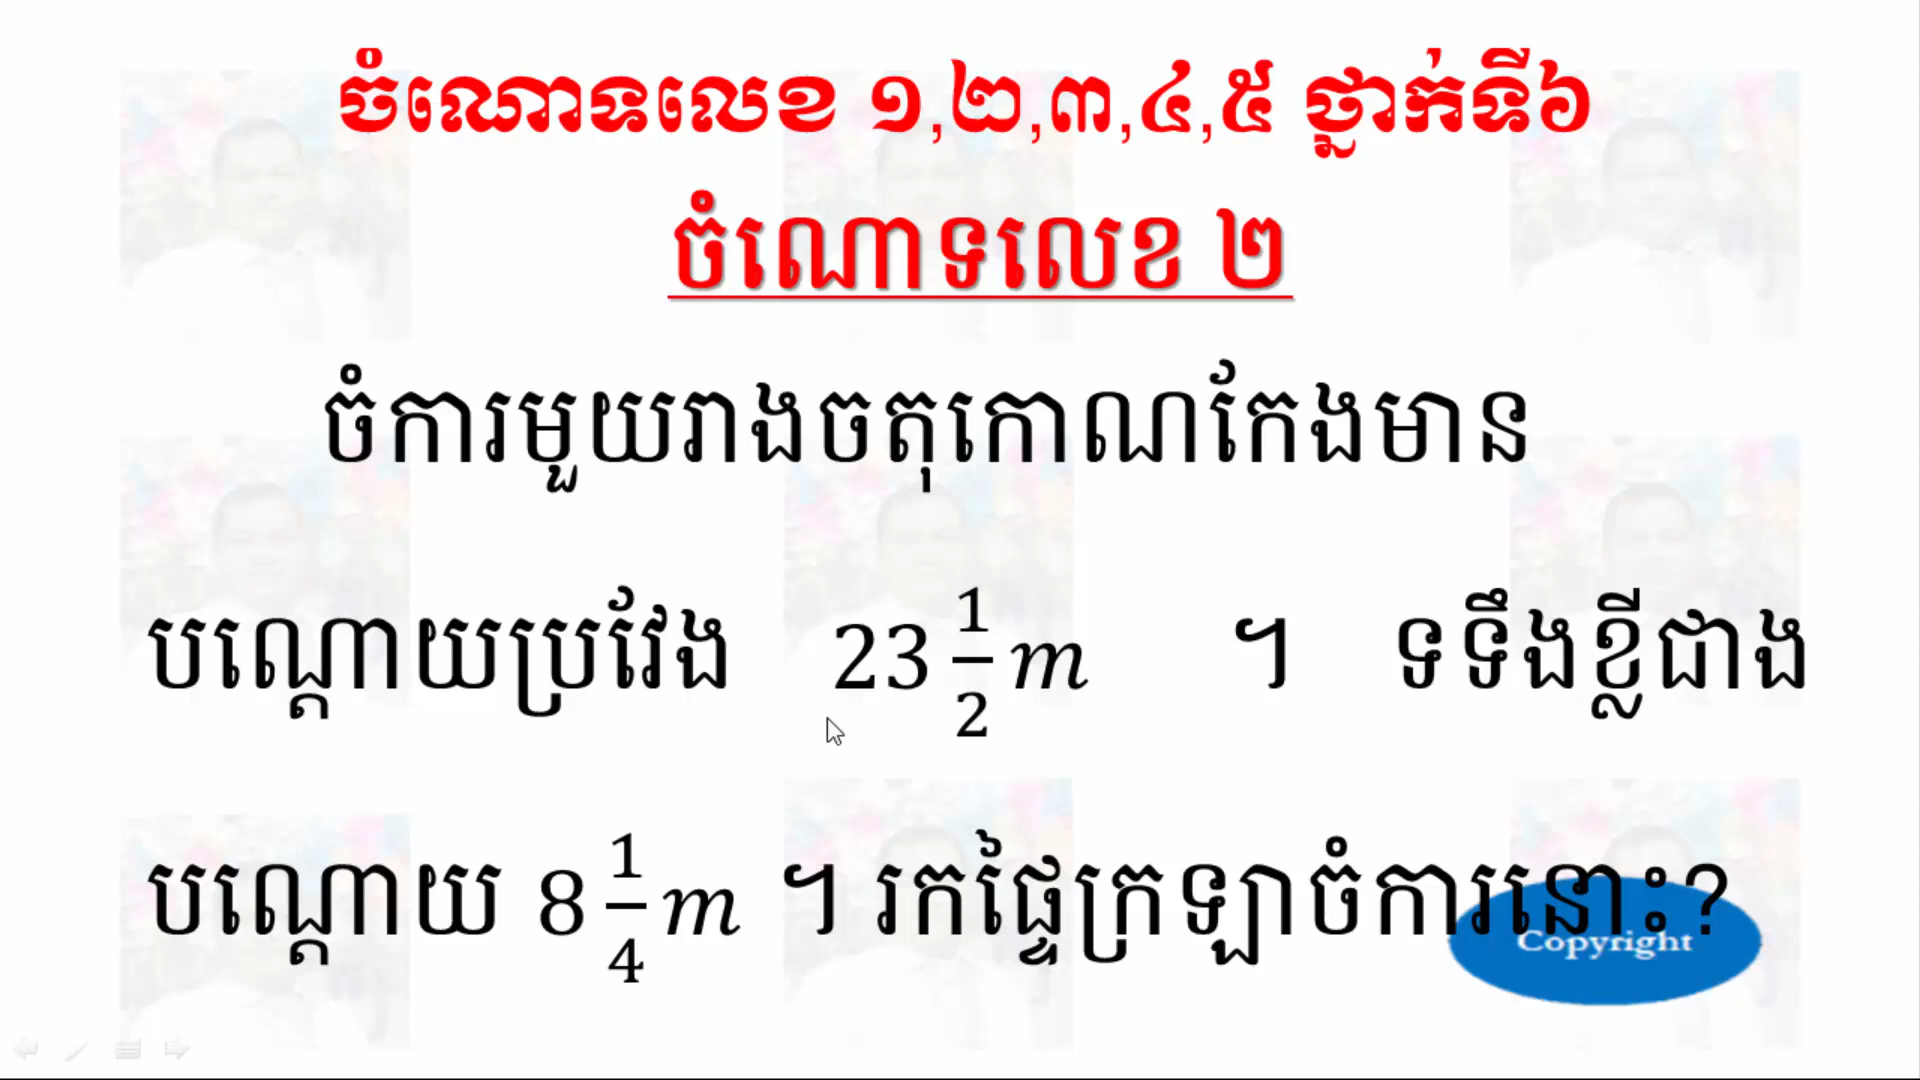 ចំណោទលេខ ១,២,៣,៤,៥ ថ្នាក់ទី៦
ចំណោទលេខ ២
ចំការមួយរាងចតុកោណកែងមាន
បណ្ដោយប្រវែង 23 1/2 m ។ ទទឹងខ្លីជាង
បណ្ដោយ 8 1/4 m ។ រកផ្ទៃក្រឡាចំការនោះ?
Copyright